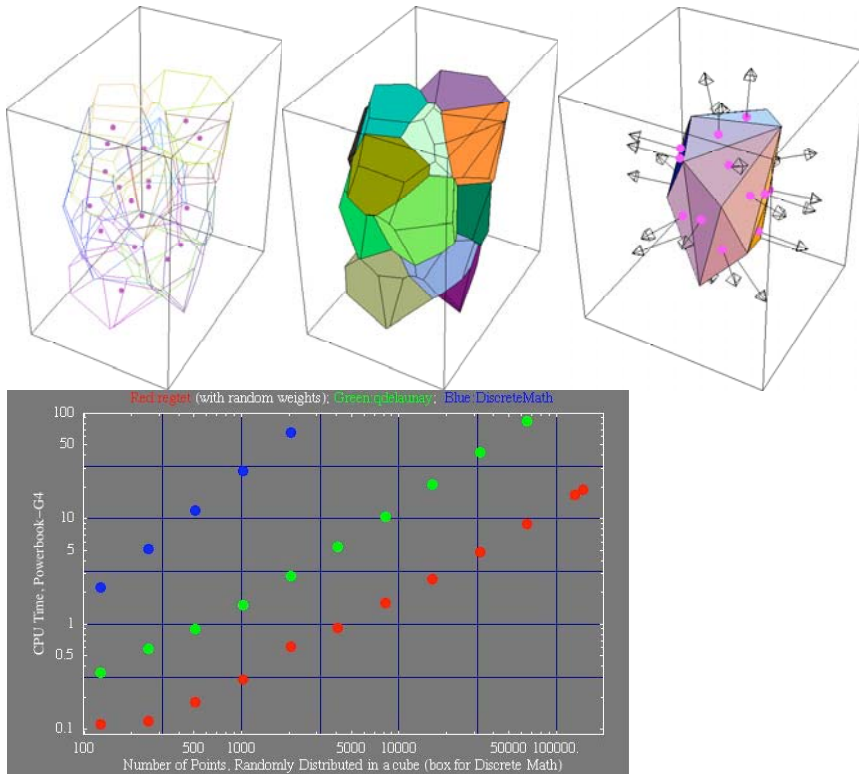 Red:regtet (with random weights); Green:qdelaunay; Blue:DiscreteMath
CPU Time, Powerbook-G4
100
50
10
5
1
0.5
0.1
100 500 1000 5000 10000 50000 100000.
Number of Points, Randomly Distributed in a cube (box for Discrete Math)